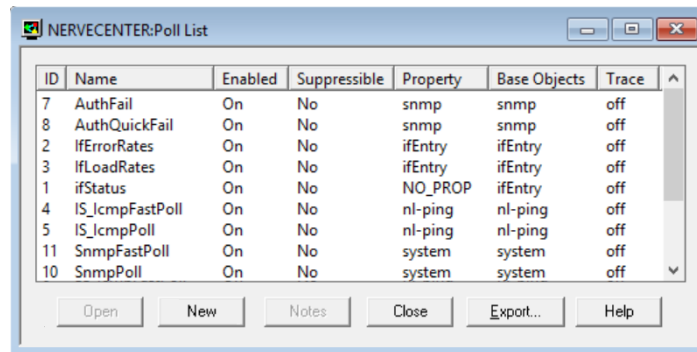 NERVECENTER:Poll List
ID Name Enabled Suppressible Property Base Objects Trace
7 AuthFail On No snmp snmp off
8 AuthQuickFail On No snmp snmp off
2 IfErrorRates On No ifEntry ifEntry off
3 IfLoadRates On No ifEntry ifEntry off
1 ifStatus On No NO_PROP ifEntry off
4 IS_IcmpFastPoll On No nl-ping nl-ping off
5 IS_IcmpPoll On No nl-ping nl-ping off
11 SnmpFastPoll On No system system off
10 SnmpPoll On No system system off
Open New Notes Close Export... Help